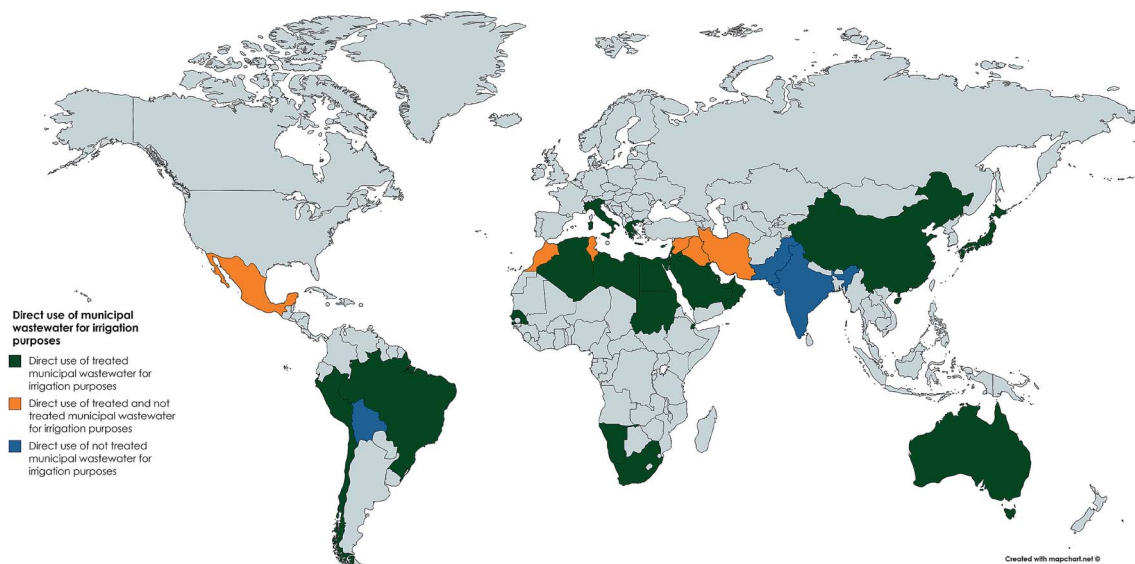 Direct use of municipal
wastewater for irrigation
purposes
Direct use of treated
municipal wastewater for
irrigation purposes
Direct use of treated and not
treated municipal wastewater
for irrigation purposes
Direct use of not treated
municipal wastewater for
irrigation purposes
Created with mapchart.net ©